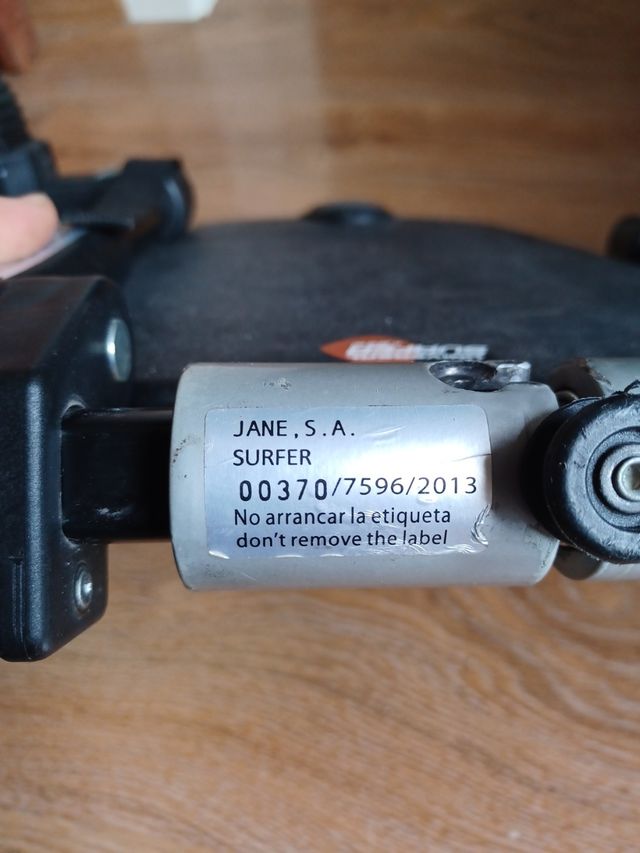 JANE, S.A.
SURFER
00370/7596/2013
No arrancar la etiqueta
don't remove the label